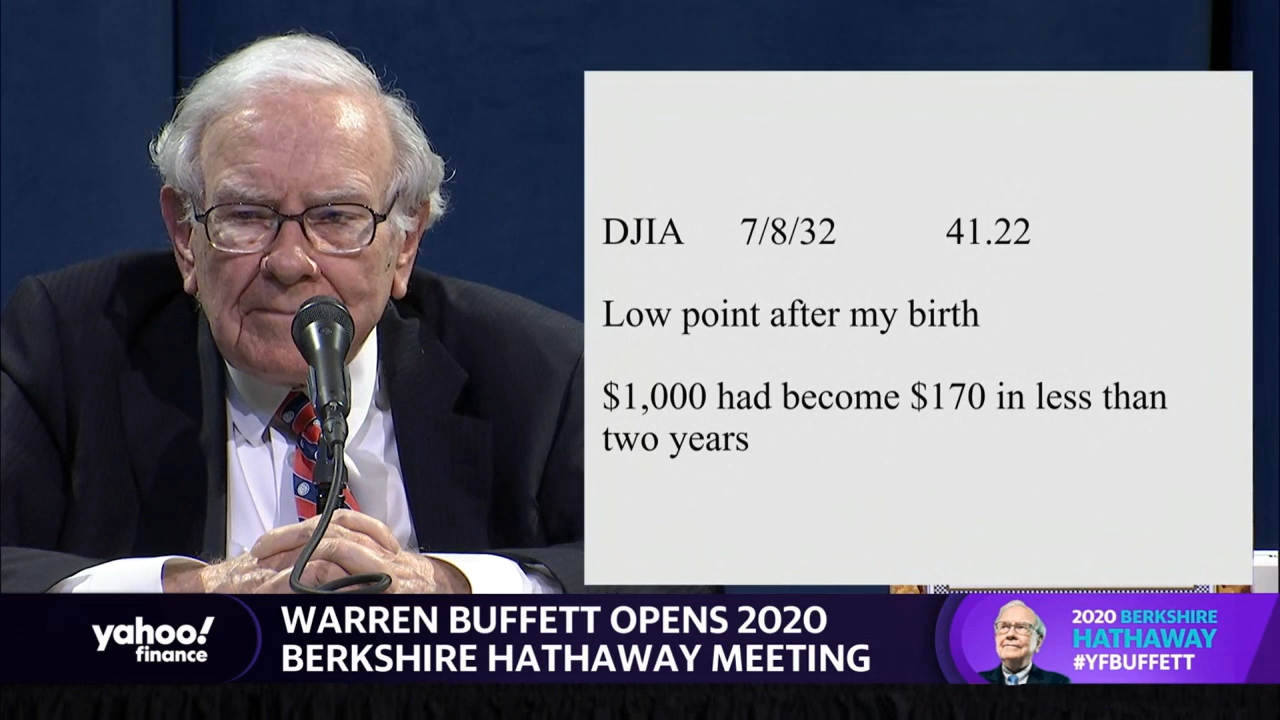 DJIA 7/8/32 41.22
Low point after my birth
$1,000 had become $170 in less than
two years
yahoo!
finance
WARREN BUFFETT OPENS 2020
BERKSHIRE HATHAWAY MEETING
2020 BERKSHIRE
HATHAWAY
#YFBUFFETT